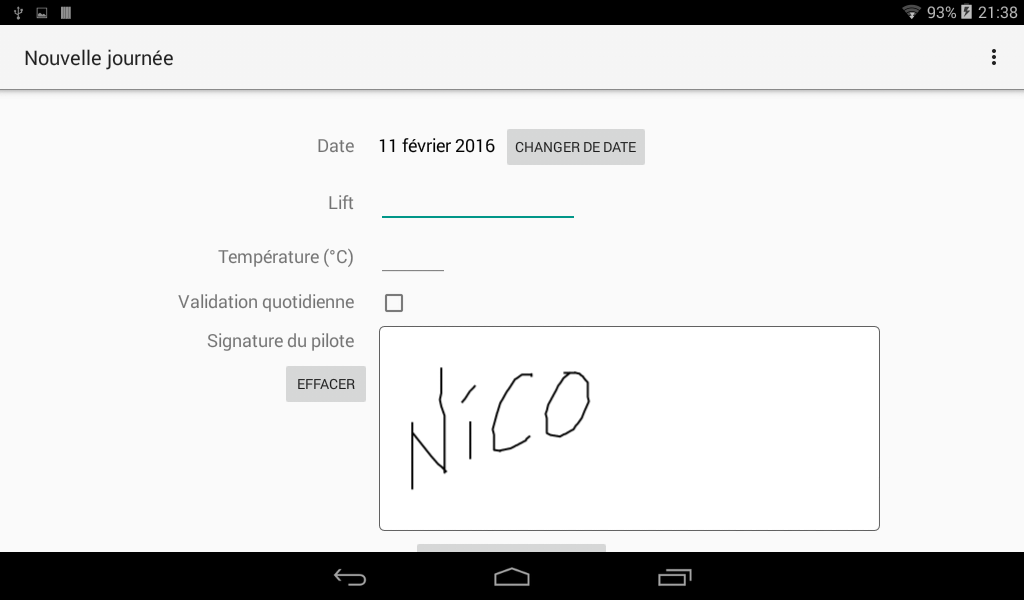 93% 21:38
Nouvelle journée
Date 11 février 2016 CHANGER DE DATE
Lift
Température (°C)
Validation quotidienne
Signature du pilote
EFFACER
NiCO